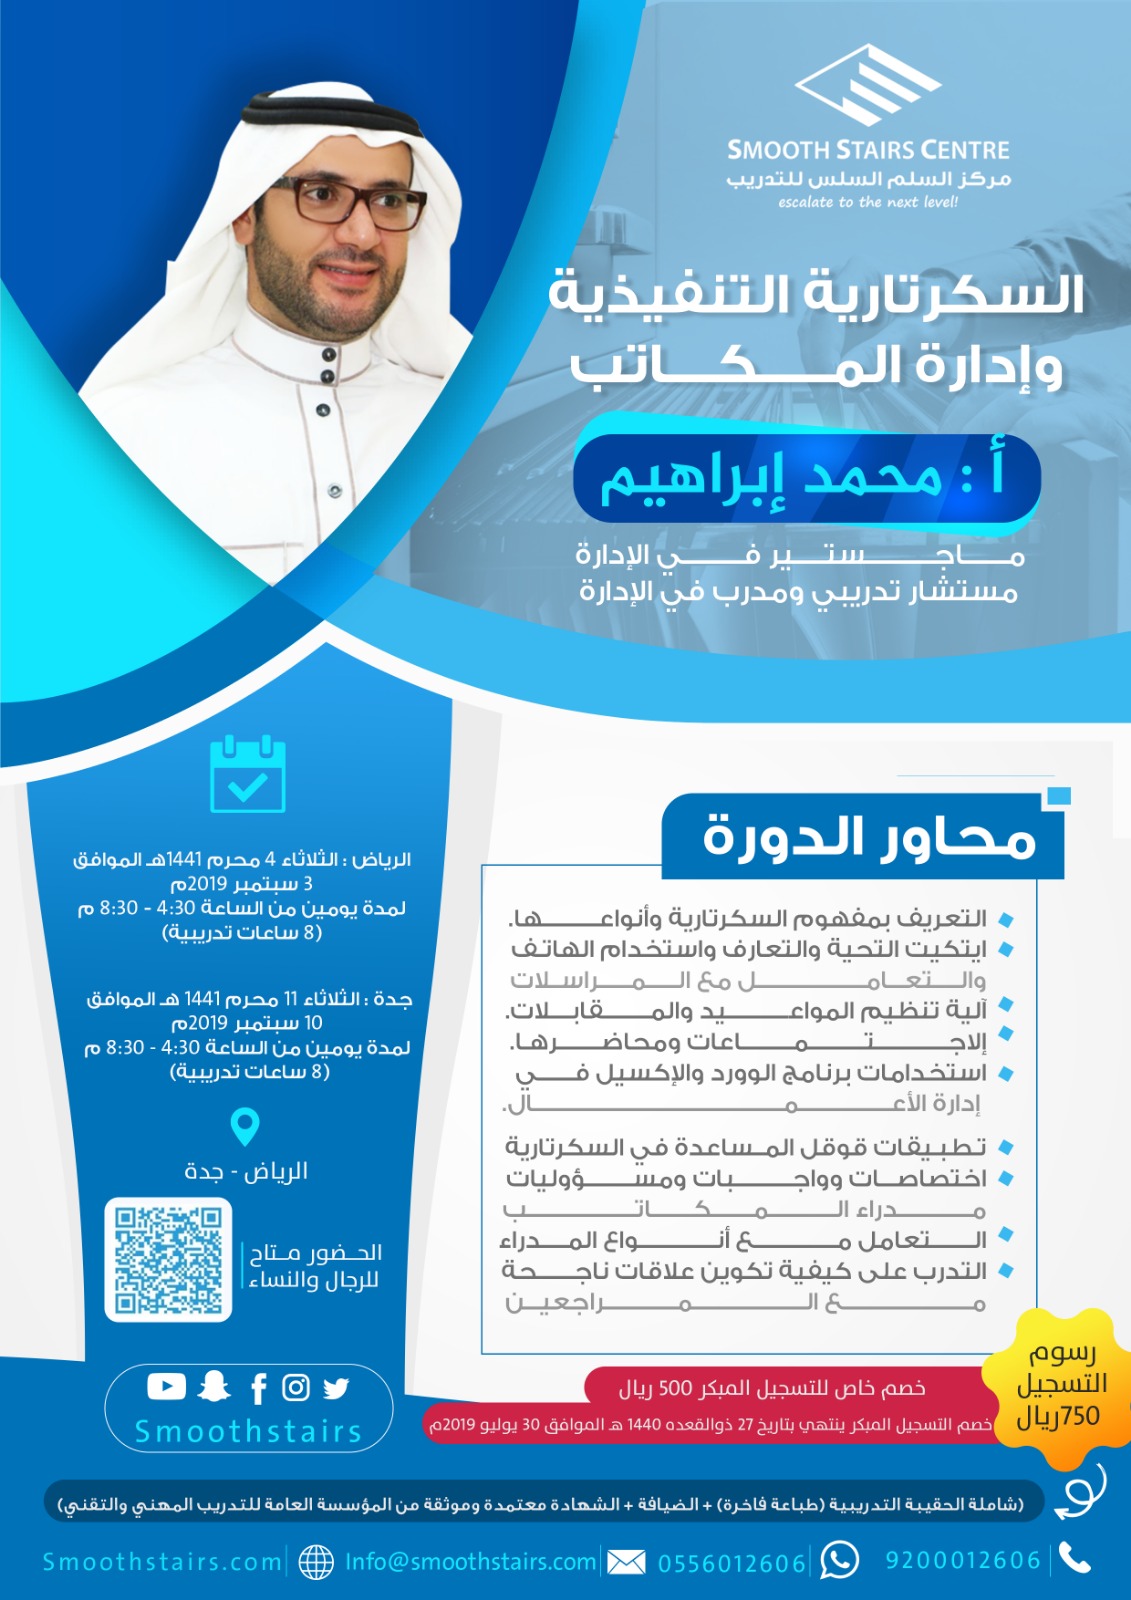 SMOOTH STAIRS CENTRE
مركز السلم السلس للتدريب
escalate to the next level!
السكرتارية التنفيذية
وإدارة المكاتب
أ : محمد إبراهيم
ماجستير في الإدارة
مستشار تدريبي ومدرب في الإدارة
محاور الدورة
التعريف بمفهوم السكرتارية وأنواعها.
ايتكيت التحية والتعارف واستخدام الهاتف
والتعامل مع المراسلات
آلية تنظيم المواعيد والمقابلات.
إلاجتماعات ومحاضرها.
استخدامات برنامج الوورد والإكسيل في
إدارة الأعمال.
تطبيقات قوقل المساعدة في السكرتارية
اختصاصات وواجبات ومسؤوليات
مدراء المكاتب
التعامل مع أنواع المدراء
التدرب على كيفية تكوين علاقات ناجحة
مع المراجعين
الرياض : الثلاثاء 4 محرم 1441هـ الموافق
3 سبتمبر 2019م
لمدة يومين من الساعة 4:30 - 8:30 م
(8 ساعات تدريبية)
جدة : الثلاثاء 11 محرم 1441 هـ الموافق
10 سبتمبر 2019م
لمدة يومين من الساعة 4:30 - 8:30 م
(8 ساعات تدريبية)
الرياض - جدة
الحضور متاح
للرجال والنساء
Smoothstairs
رسوم
التسجيل
750ريال
خصم خاص للتسجيل المبكر 500 ريال
خصم التسجيل المبكر ينتهي بتاريخ 27 ذوالقعده 1440 هـ الموافق 30 يوليو 2019م
(شاملة الحقيبة التدريبية (طباعة فاخرة) + الضيافة + الشهادة معتمدة وموثقة من المؤسسة العامة للتدريب المهني والتقني)
Smoothstairs.com Info@smoothstairs.com 0556012606 9200012606